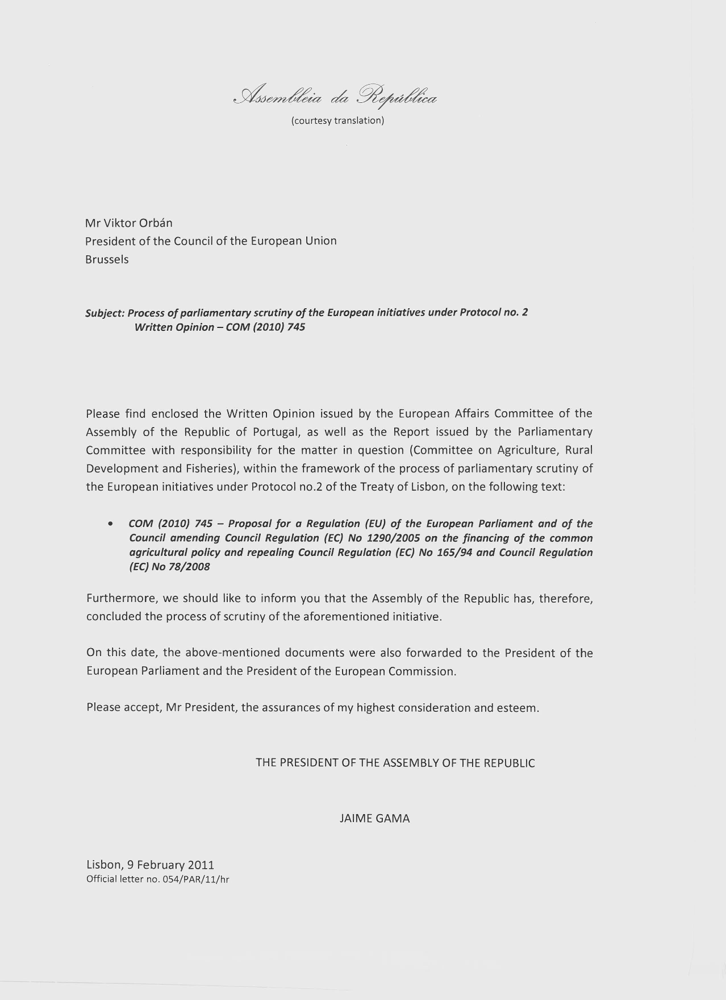 Assembleia da República
(courtesy translation)
Mr Viktor Orbán
President of the Council of the European Union
Brussels
Subject: Process of parliamentary scrutiny of the European initiatives under Protocol no. 2
Written Opinion – COM (2010) 745
Please find enclosed the Written Opinion issued by the European Affairs Committee of the
Assembly of the Republic of Portugal, as well as the Report issued by the Parliamentary
Committee with responsibility for the matter in question (Committee on Agriculture, Rural
Development and Fisheries), within the framework of the process of parliamentary scrutiny of
the European initiatives under Protocol no.2 of the Treaty of Lisbon, on the following text:
• COM (2010) 745 – Proposal for a Regulation (EU) of the European Parliament and of the
Council amending Council Regulation (EC) No 1290/2005 on the financing of the common
agricultural policy and repealing Council Regulation (EC) No 165/94 and Council Regulation
(EC) No 78/2008
Furthermore, we should like to inform you that the Assembly of the Republic has, therefore,
concluded the process of scrutiny of the aforementioned initiative.
On this date, the above-mentioned documents were also forwarded to the President of the
European Parliament and the President of the European Commission.
Please accept, Mr President, the assurances of my highest consideration and esteem.
THE PRESIDENT OF THE ASSEMBLY OF THE REPUBLIC
JAIME GAMA
Lisbon, 9 February 2011
Official letter no. 054/PAR/11/hr